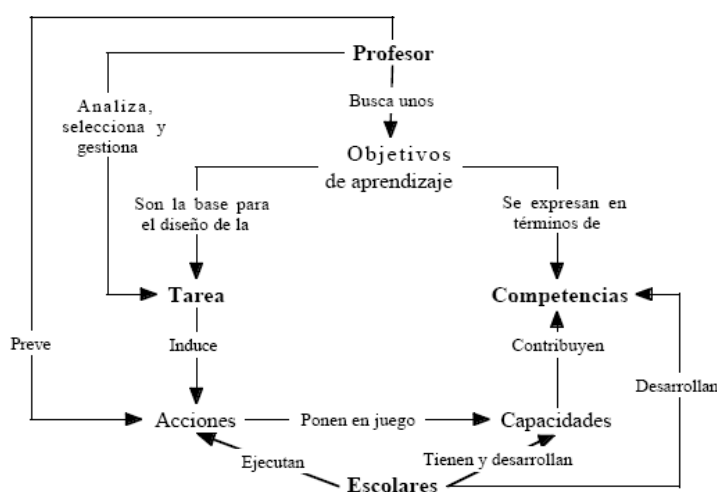 Profesor
Analiza,
selecciona y
gestiona
Busca unos
Objetivos
de aprendizaje
Son la base para
el diseño de la
Se expresan en
términos de
Tarea
Competencias
Preve
Induce
Contribuyen
Desarrollan
Acciones
Ponen en juego
Capacidades
Ejecutan
Tienen y desarrollan
Escolares